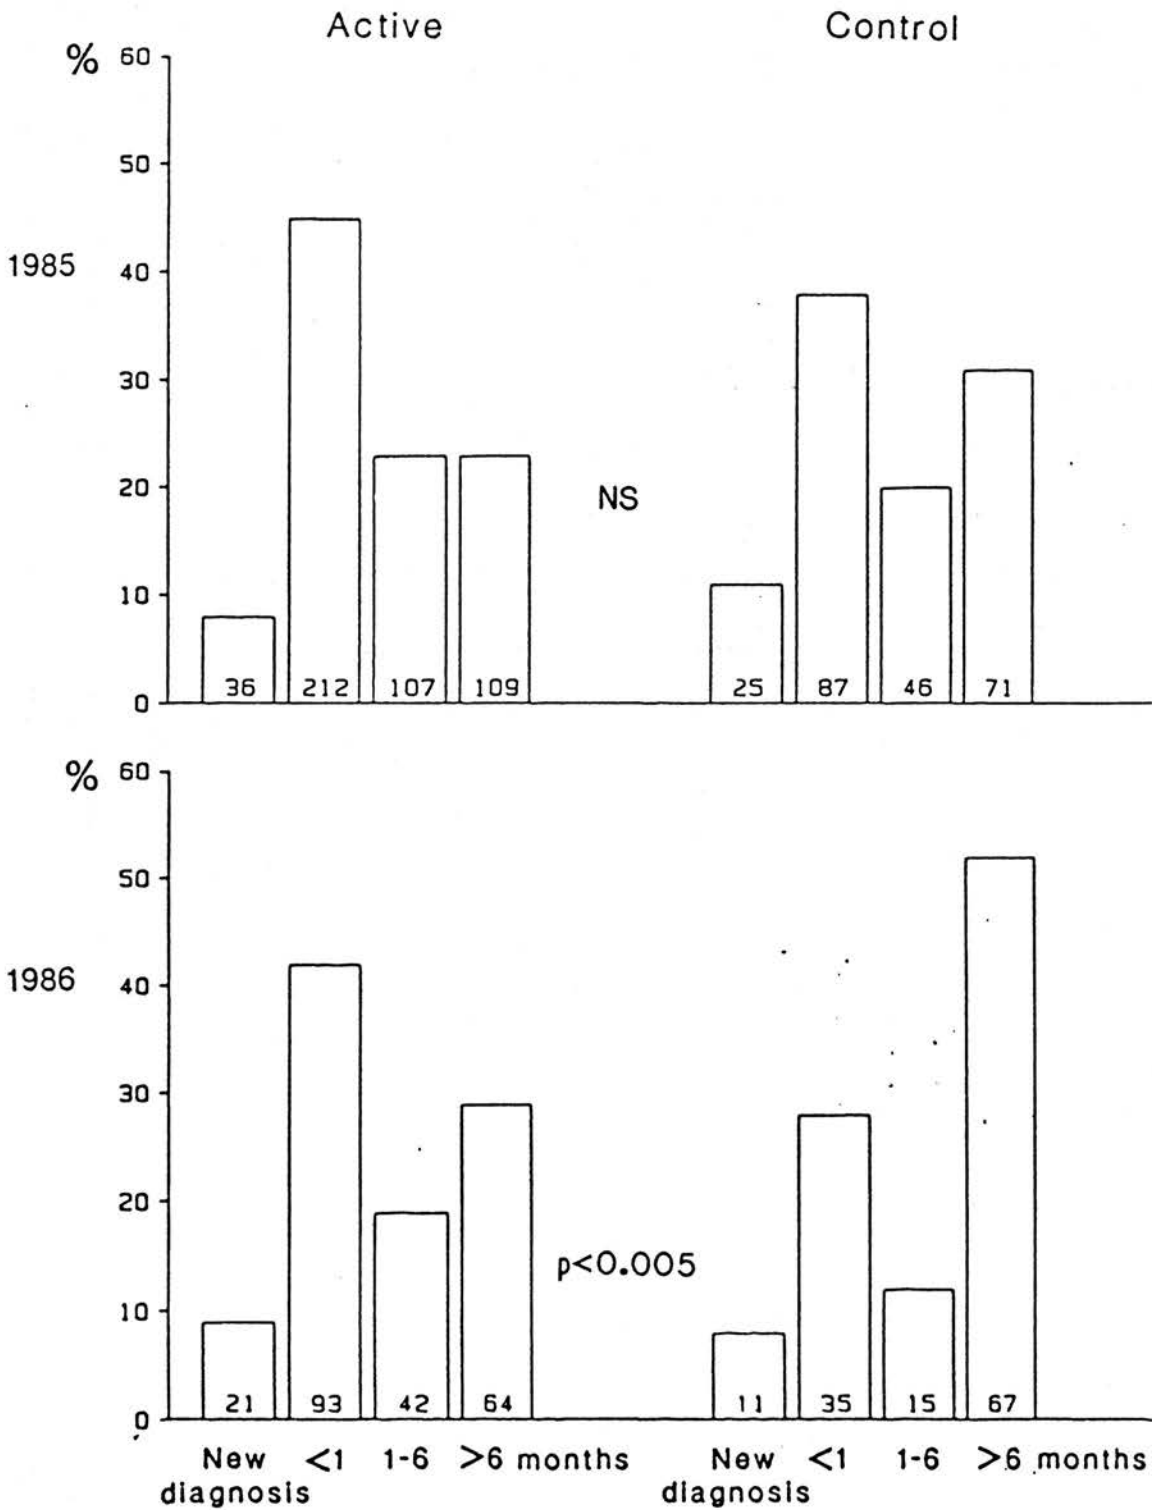 Active Control
% 60
50
1985 40
30
20 NS
10
0 36 212 107 109 25 87 46 71
% 60
50
1986 40
30
20
p<0.005
10
0 21 93 42 64 11 35 15 67
New <1 1-6 >6 months New <1 1-6 >6 months
diagnosis diagnosis